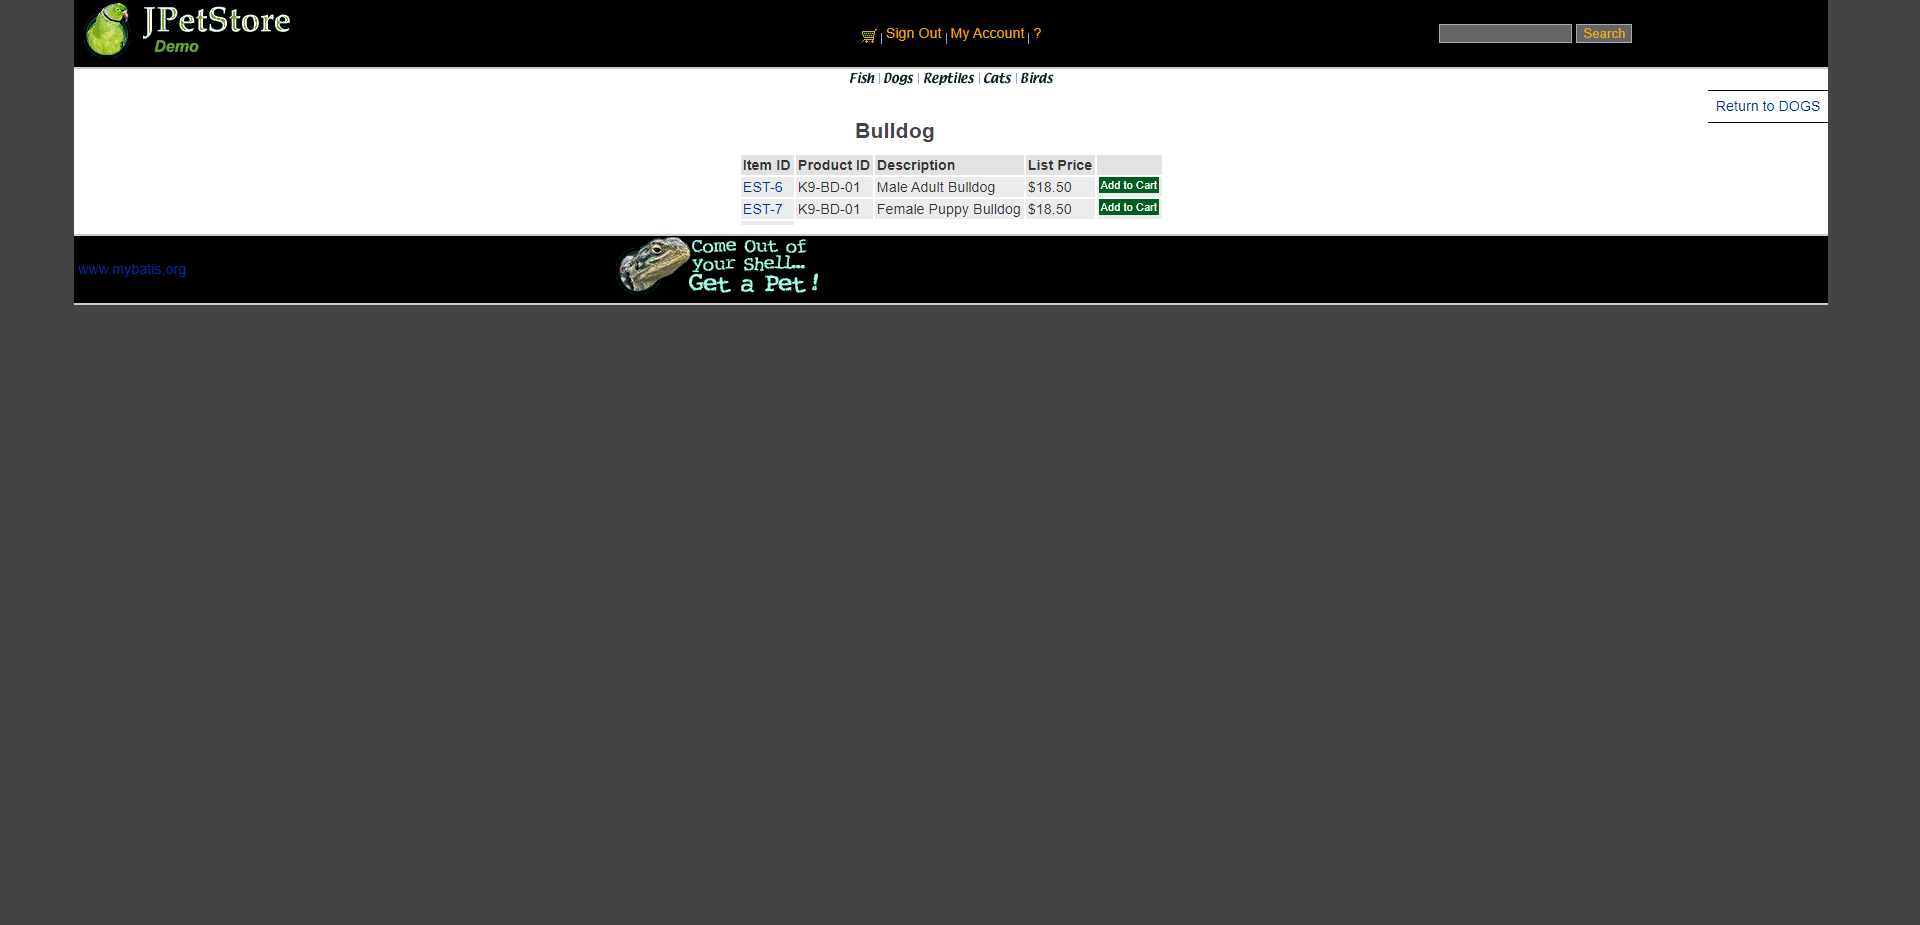 JPetStore
Demo
Sign Out My Account ?
Search
Fish Dogs Reptiles Cats Birds
Return to DOGS
Bulldog
Item ID Product ID Description List Price
EST-6 K9-BD-01 Male Adult Bulldog $18.50 Add to Cart
EST-7 K9-BD-01 Female Puppy Bulldog $18.50 Add to Cart
www.mybatis.org
Come Out of
your Shell...
Get a Pet!